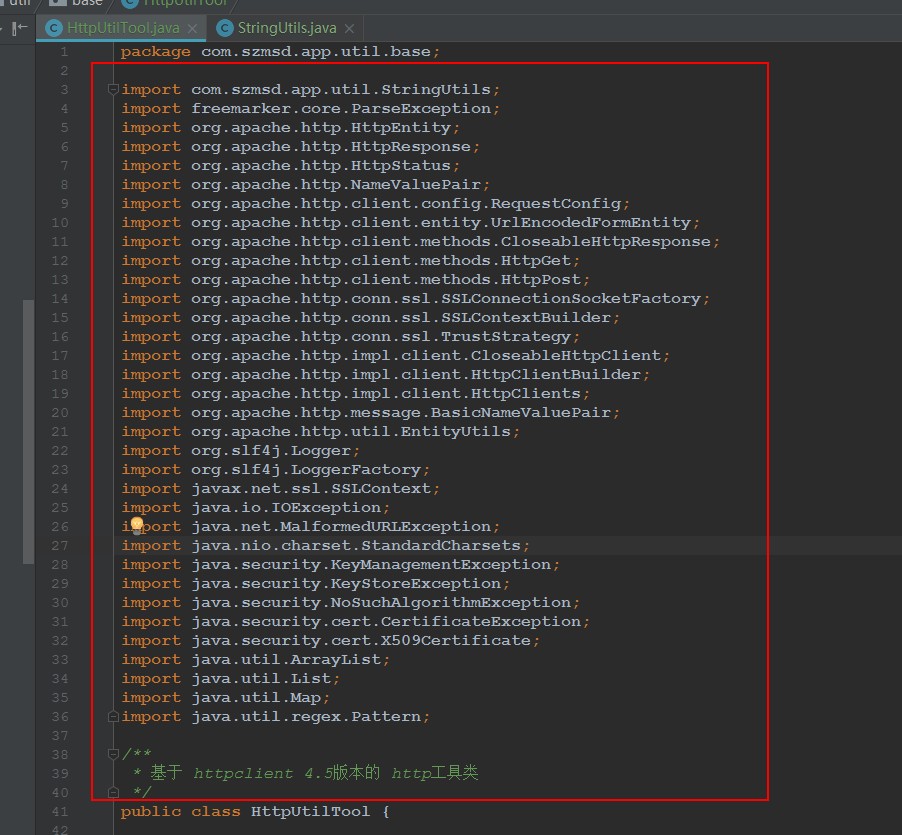 util
base
HttpUtilTool
HttpUtilTool.java
StringUtils.java
1 package com.szmsd.app.util.base;
2
3 import com.szmsd.app.util.StringUtils;
4 import freemarker.core.ParseException;
5 import org.apache.http.HttpEntity;
6 import org.apache.http.HttpResponse;
7 import org.apache.http.HttpStatus;
8 import org.apache.http.NameValuePair;
9 import org.apache.http.client.config.RequestConfig;
10 import org.apache.http.client.entity.UrlEncodedFormEntity;
11 import org.apache.http.client.methods.CloseableHttpResponse;
12 import org.apache.http.client.methods.HttpGet;
13 import org.apache.http.client.methods.HttpPost;
14 import org.apache.http.conn.ssl.SSLConnectionSocketFactory;
15 import org.apache.http.conn.ssl.SSLContextBuilder;
16 import org.apache.http.conn.ssl.TrustStrategy;
17 import org.apache.http.impl.client.CloseableHttpClient;
18 import org.apache.http.impl.client.HttpClientBuilder;
19 import org.apache.http.impl.client.HttpClients;
20 import org.apache.http.message.BasicNameValuePair;
21 import org.apache.http.util.EntityUtils;
22 import org.slf4j.Logger;
23 import org.slf4j.LoggerFactory;
24 import javax.net.ssl.SSLContext;
25 import java.io.IOException;
26 import java.net.MalformedURLException;
27 import java.nio.charset.StandardCharsets;
28 import java.security.KeyManagementException;
29 import java.security.KeyStoreException;
30 import java.security.NoSuchAlgorithmException;
31 import java.security.cert.CertificateException;
32 import java.security.cert.X509Certificate;
33 import java.util.ArrayList;
34 import java.util.List;
35 import java.util.Map;
36 import java.util.regex.Pattern;
37
38 /**
39 * 基于 httpclient 4.5版本的 http工具类
40 */
41 public class HttpUtilTool {
42